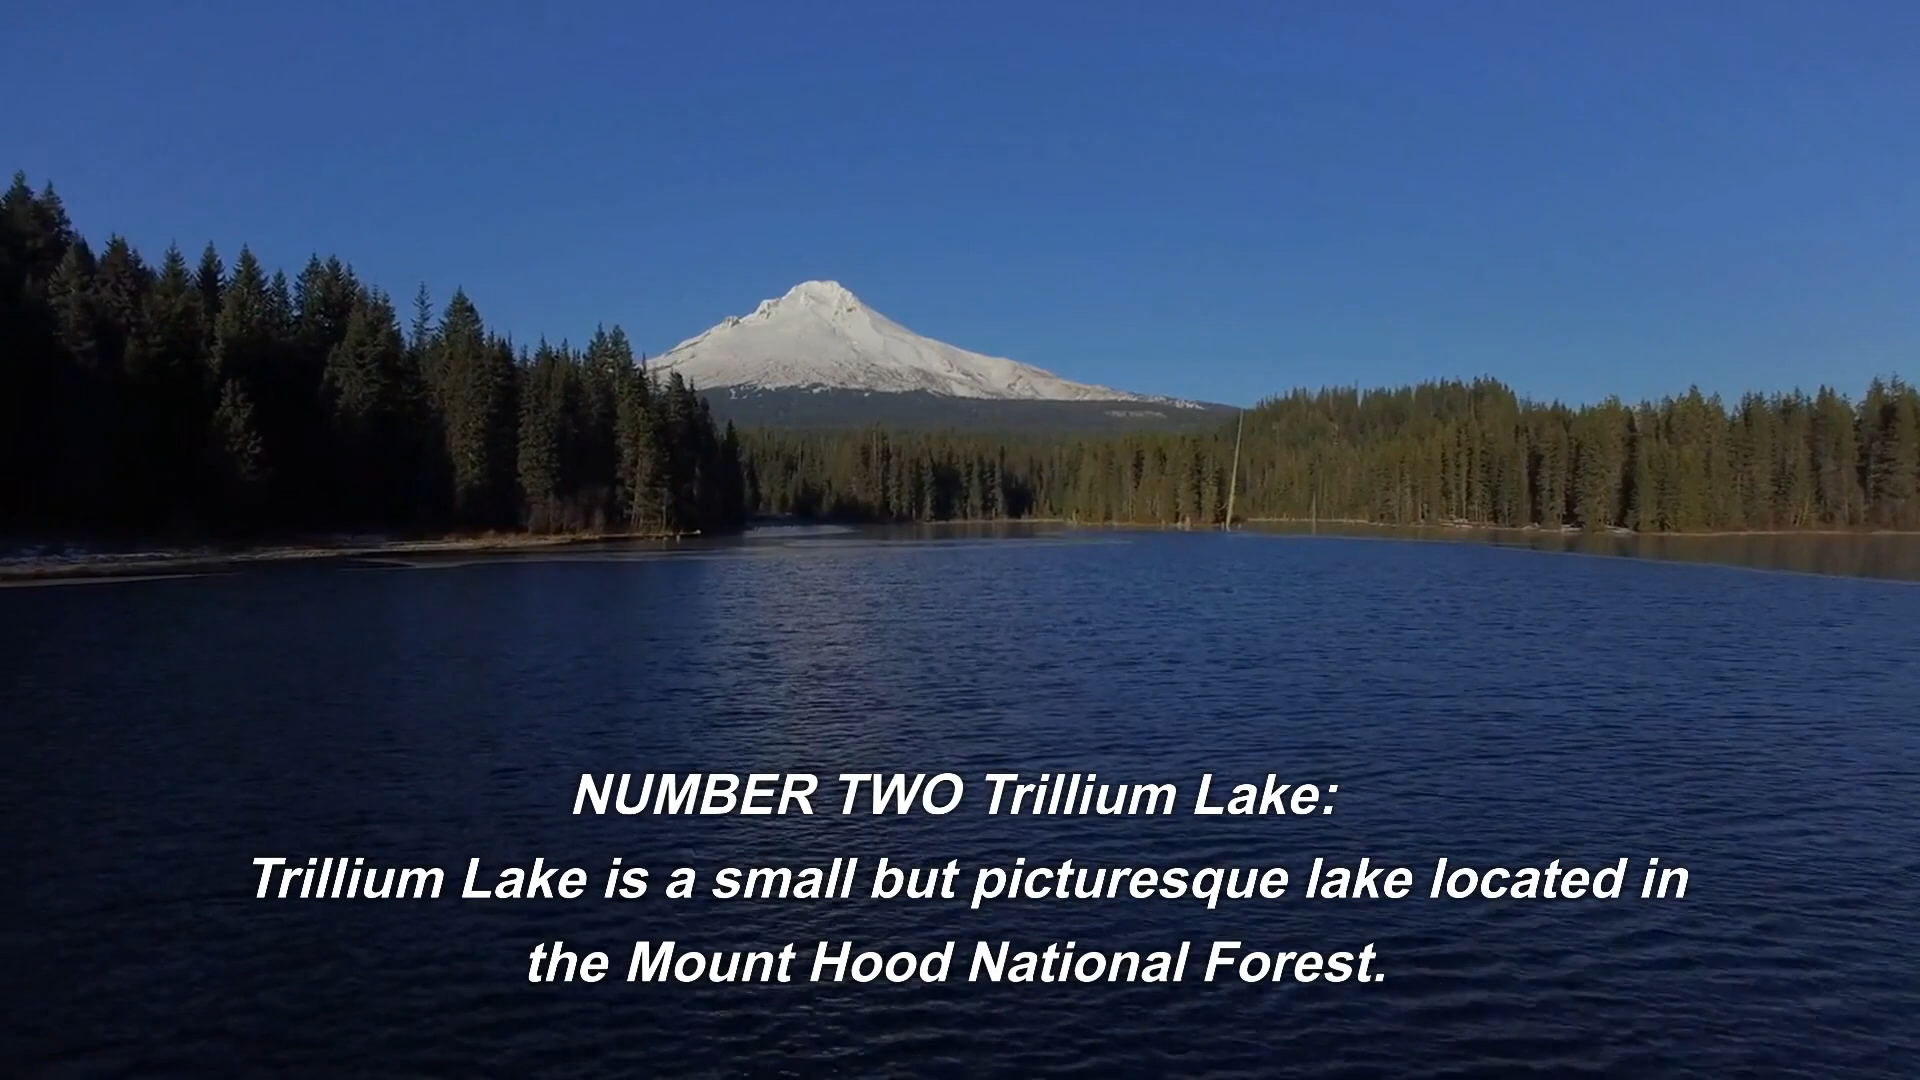 NUMBER TWO Trillium Lake:
Trillium Lake is a small but picturesque lake located in
the Mount Hood National Forest.